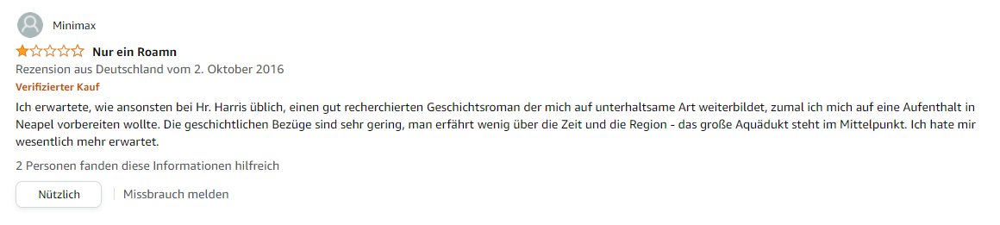 Minimax
Nur ein Roamn
Rezension aus Deutschland vom 2. Oktober 2016
Verifizierter Kauf
Ich erwartete, wie ansonsten bei Hr. Harris üblich, einen gut recherchierten Geschichtsroman der mich auf unterhaltsame Art weiterbildet, zumal ich mich auf eine Aufenthalt in
Neapel vorbereiten wollte. Die geschichtlichen Bezüge sind sehr gering, man erfährt wenig über die Zeit und die Region - das große Aquädukt steht im Mittelpunkt. Ich hate mir
wesentlich mehr erwartet.
2 Personen fanden diese Informationen hilfreich
Nützlich
Missbrauch melden